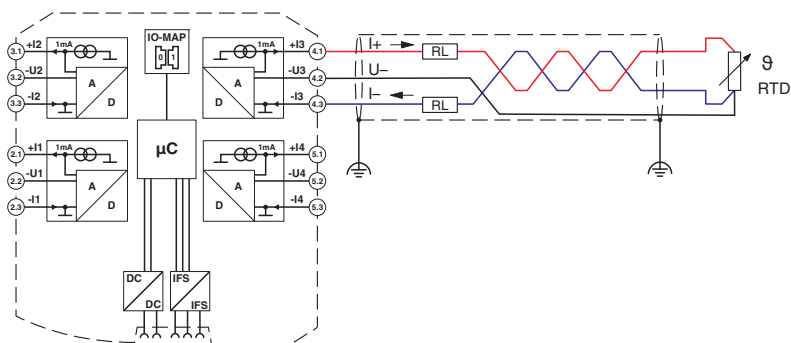 IO-MAP
0 1
3.1 +I2 1mA
3.2 -U2 A
3.3 -I2 D
1mA +I3 4.1
A -U3 4.2
D -I3 4.3
I+ RL
U–
I– RL
ϑ
RTD
µC
2.1 +I1 1mA
2.2 -U1 A
2.3 -I1 D
1mA +I4 5.1
A -U4 5.2
D -I4 5.3
DC
DC
IFS
IFS